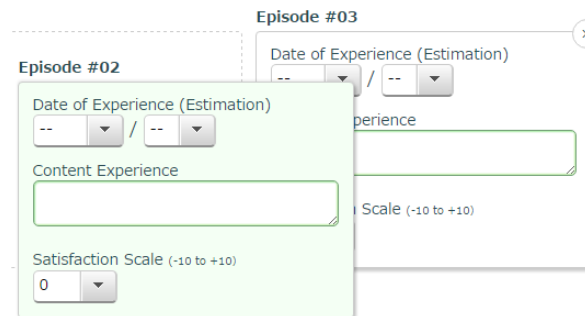 Episode #03
Date of Experience (Estimation)
-- / --
perience
Scale (-10 to +10)
Episode #02
Date of Experience (Estimation)
-- / --
Content Experience
Satisfaction Scale (-10 to +10)
0